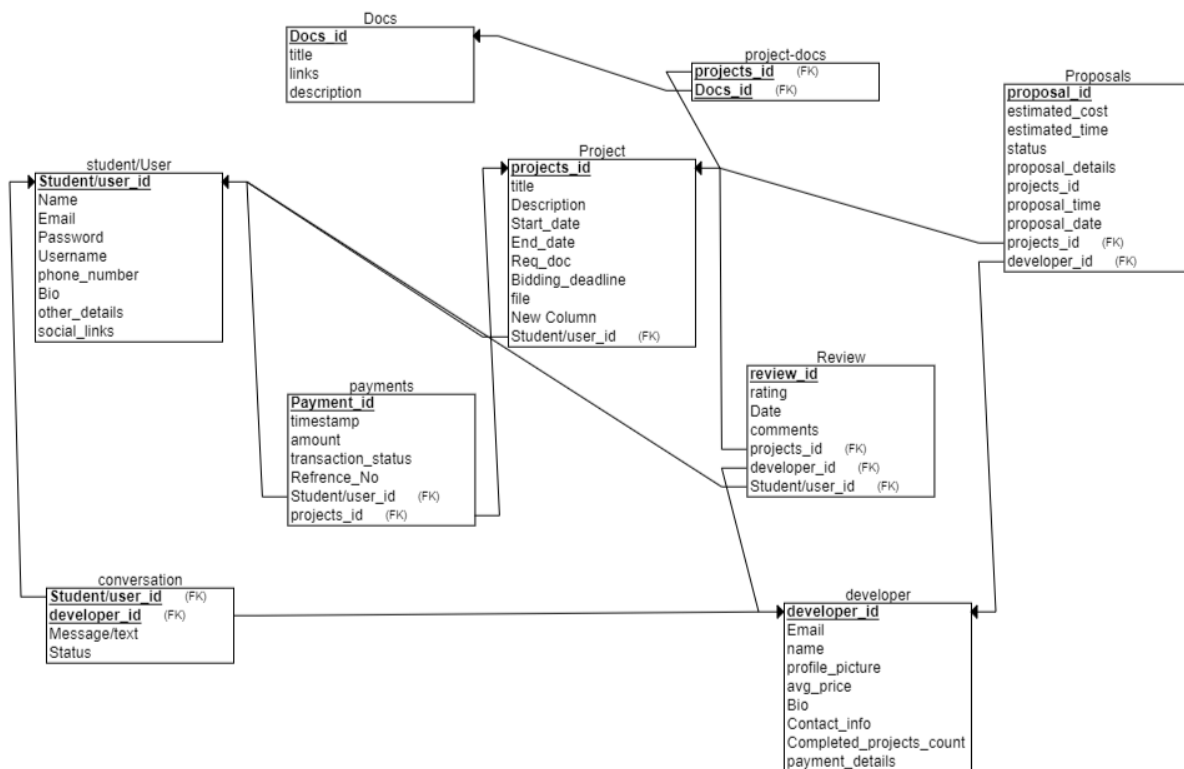 Docs
Docs_id
title
links
description
project-docs
projects_id (FK)
Docs_id (FK)
Proposals
proposal_id
estimated_cost
estimated_time
status
proposal_details
projects_id
proposal_time
proposal_date
projects_id (FK)
developer_id (FK)
student/User
Student/user_id
Name
Email
Password
Username
phone_number
Bio
other_details
social_links
Project
projects_id
title
Description
Start_date
End_date
Req_doc
Bidding_deadline
file
New Column
Student/user_id (FK)
payments
Payment_id
timestamp
amount
transaction_status
Refrence_No
Student/user_id (FK)
projects_id (FK)
Review
review_id
rating
Date
comments
projects_id (FK)
developer_id (FK)
Student/user_id (FK)
conversation
Student/user_id (FK)
developer_id (FK)
Message/text
Status
developer
developer_id
Email
name
profile_picture
avg_price
Bio
Contact_info
Completed_projects_count
payment_details